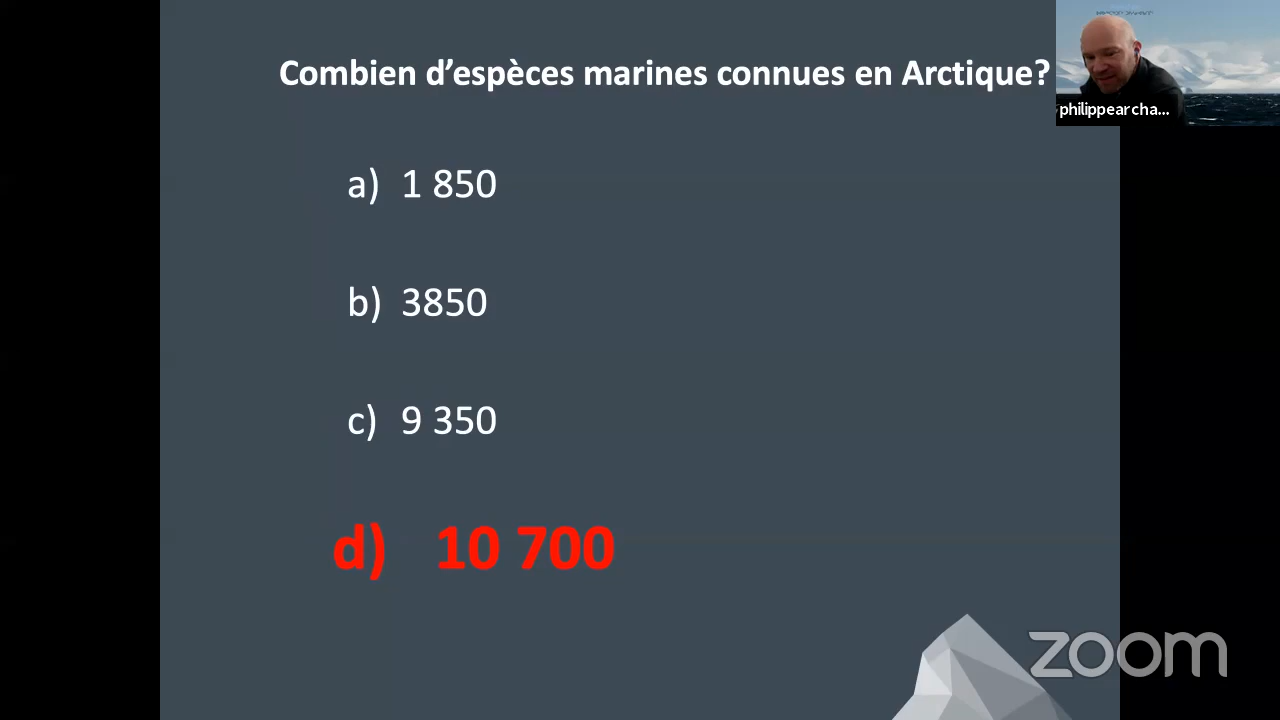 Combien d’espèces marines connues en Arctique?
philippearcha...
a) 1 850
b) 3850
c) 9 350
d) 10 700
zoom